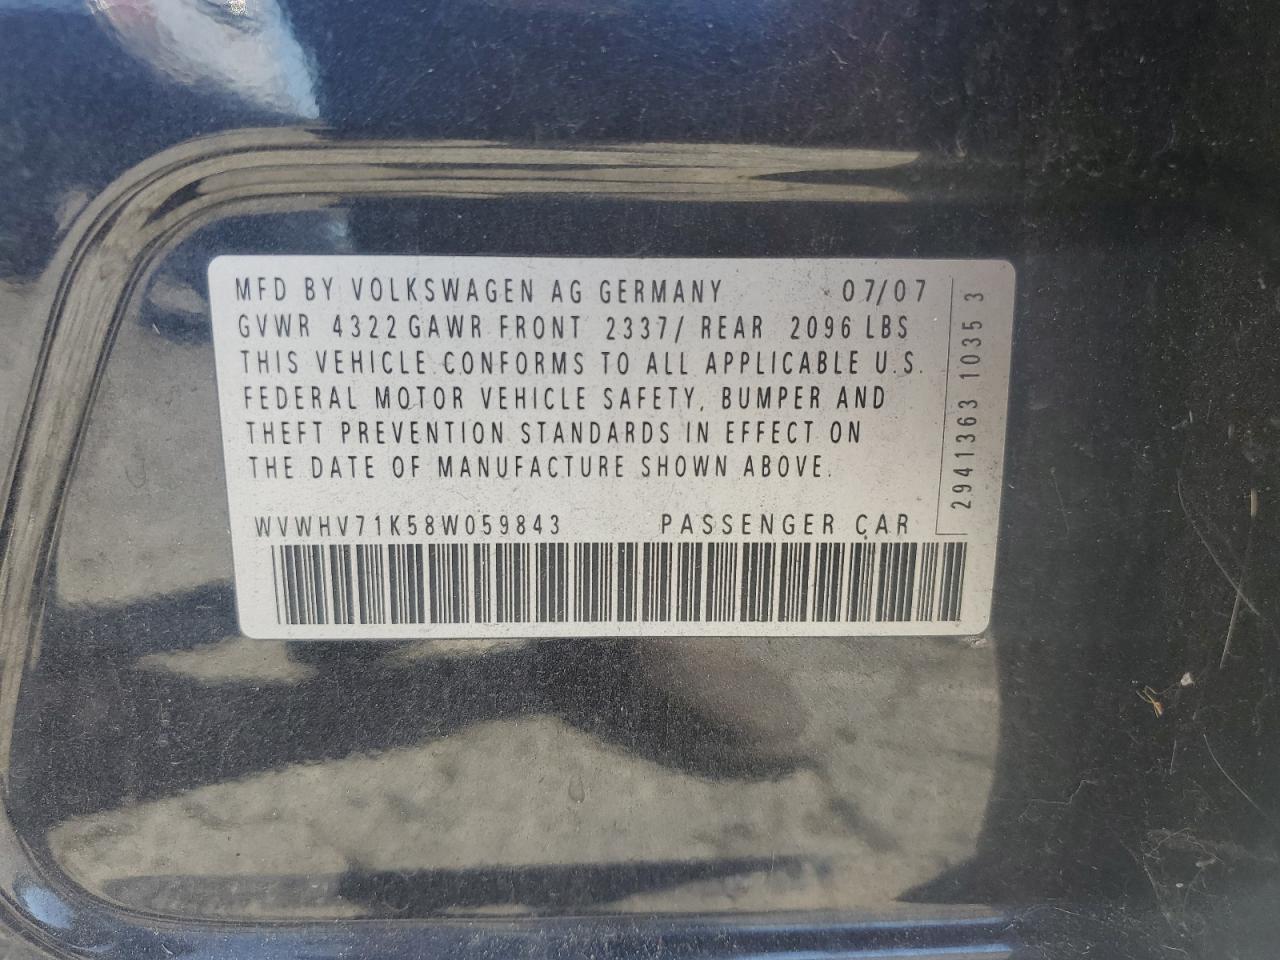 MFD BY VOLKSWAGEN AG GERMANY 07/07
GVWR 4322 GAWR FRONT 2337/ REAR 2096 LBS
THIS VEHICLE CONFORMS TO ALL APPLICABLE U.S.
FEDERAL MOTOR VEHICLE SAFETY, BUMPER AND
THEFT PREVENTION STANDARDS IN EFFECT ON
THE DATE OF MANUFACTURE SHOWN ABOVE.
WVWHV71K58W059843 PASSENGER CAR
2941363 1035 3